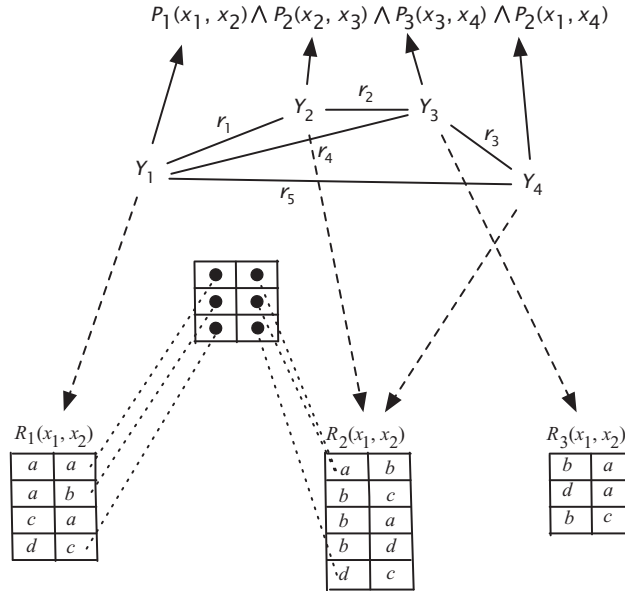 P₁(x₁, x₂) ∧ P₂(x₂, x₃) ∧ P₃(x₃, x₄) ∧ P₂(x₁, x₄)
Y₂ r₂ Y₃
r₁ r₄ r₃
Y₁ r₅ Y₄
R₁(x₁, x₂)
a a
a b
c a
d c
R₂(x₁, x₂)
a b
b c
b a
b d
d c
R₃(x₁, x₂)
b a
d a
b c